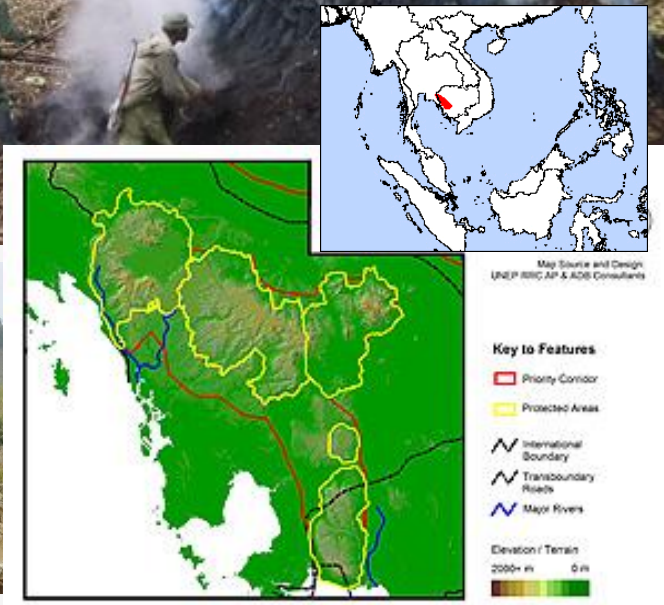 Map Source and Design
UNEP RRC.AP & ADB Consultants
Key to Features
Priority Corridor
Protected Areas
International
Boundary
Transboundary
Roads
Major Rivers
Elevation / Terrain
2000+ m 0 m